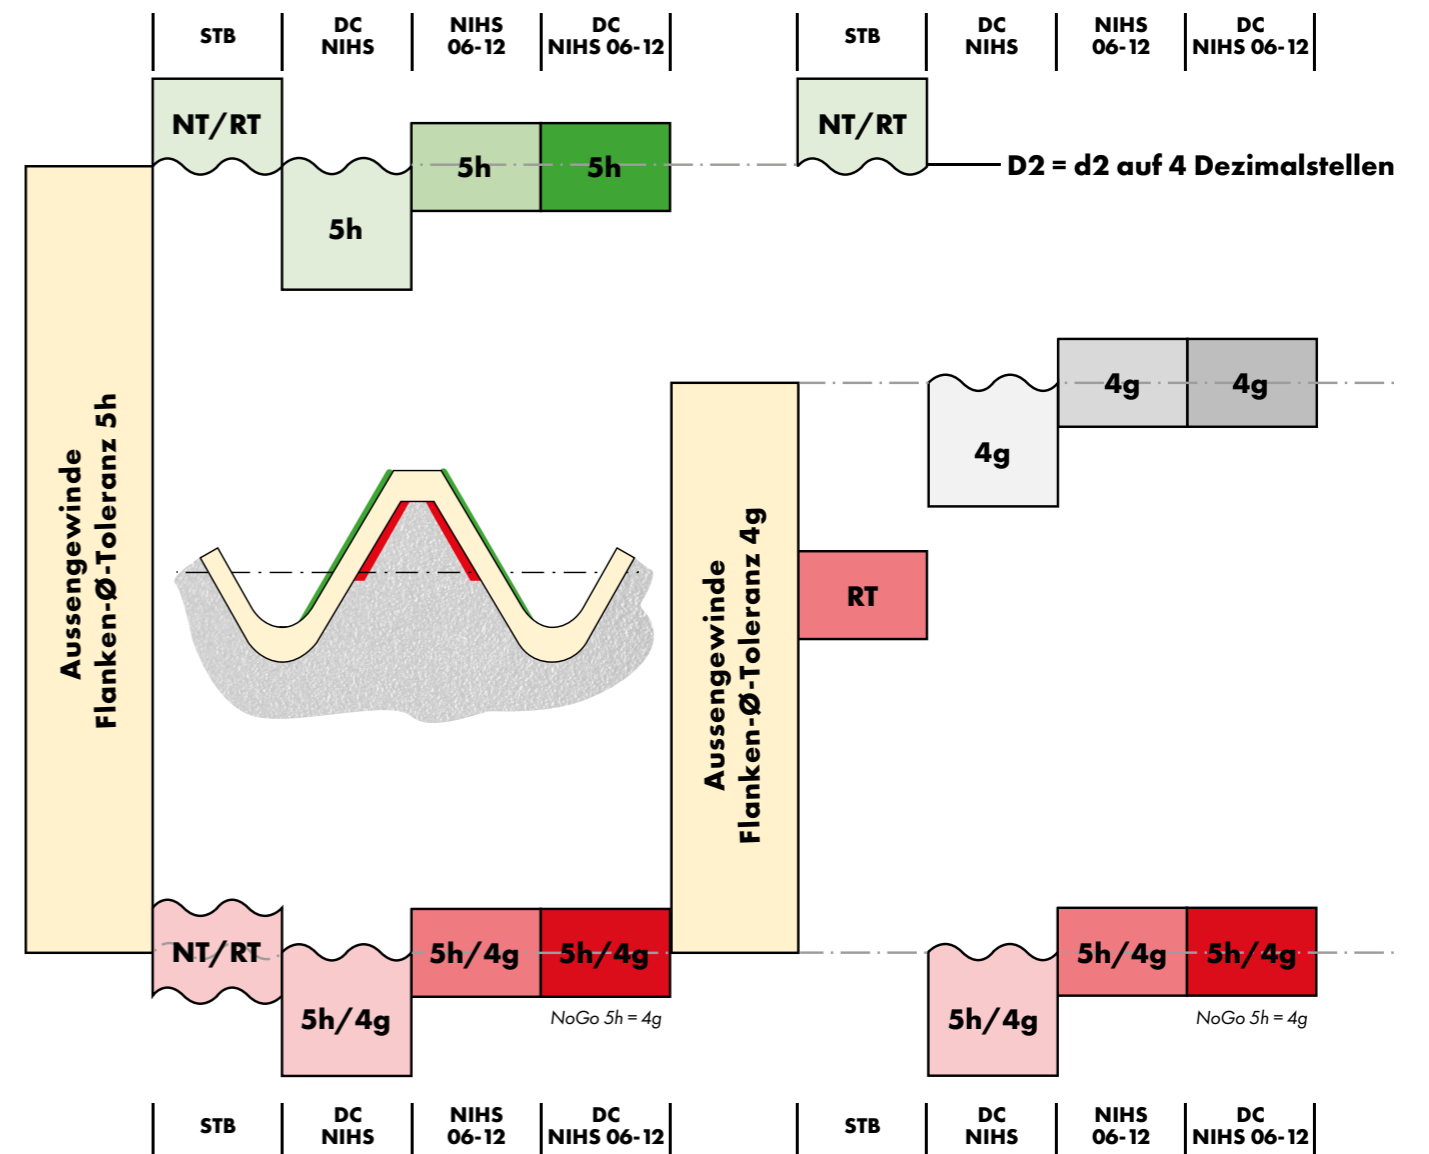 STB
DC
NIHS
NIHS
06-12
DC
NIHS 06-12
STB
DC
NIHS
NIHS
06-12
DC
NIHS 06-12
NT/RT
5h
5h
5h
NT/RT
D2 = d2 auf 4 Dezimalstellen
Aussengewinde
Flanken-Ø-Toleranz 5h
4g
4g
4g
Aussengewinde
Flanken-Ø-Toleranz 4g
RT
NT/RT
5h/4g
5h/4g
5h/4g
NoGo 5h = 4g
5h/4g
5h/4g
5h/4g
NoGo 5h = 4g
STB
DC
NIHS
NIHS
06-12
DC
NIHS 06-12
STB
DC
NIHS
NIHS
06-12
DC
NIHS 06-12